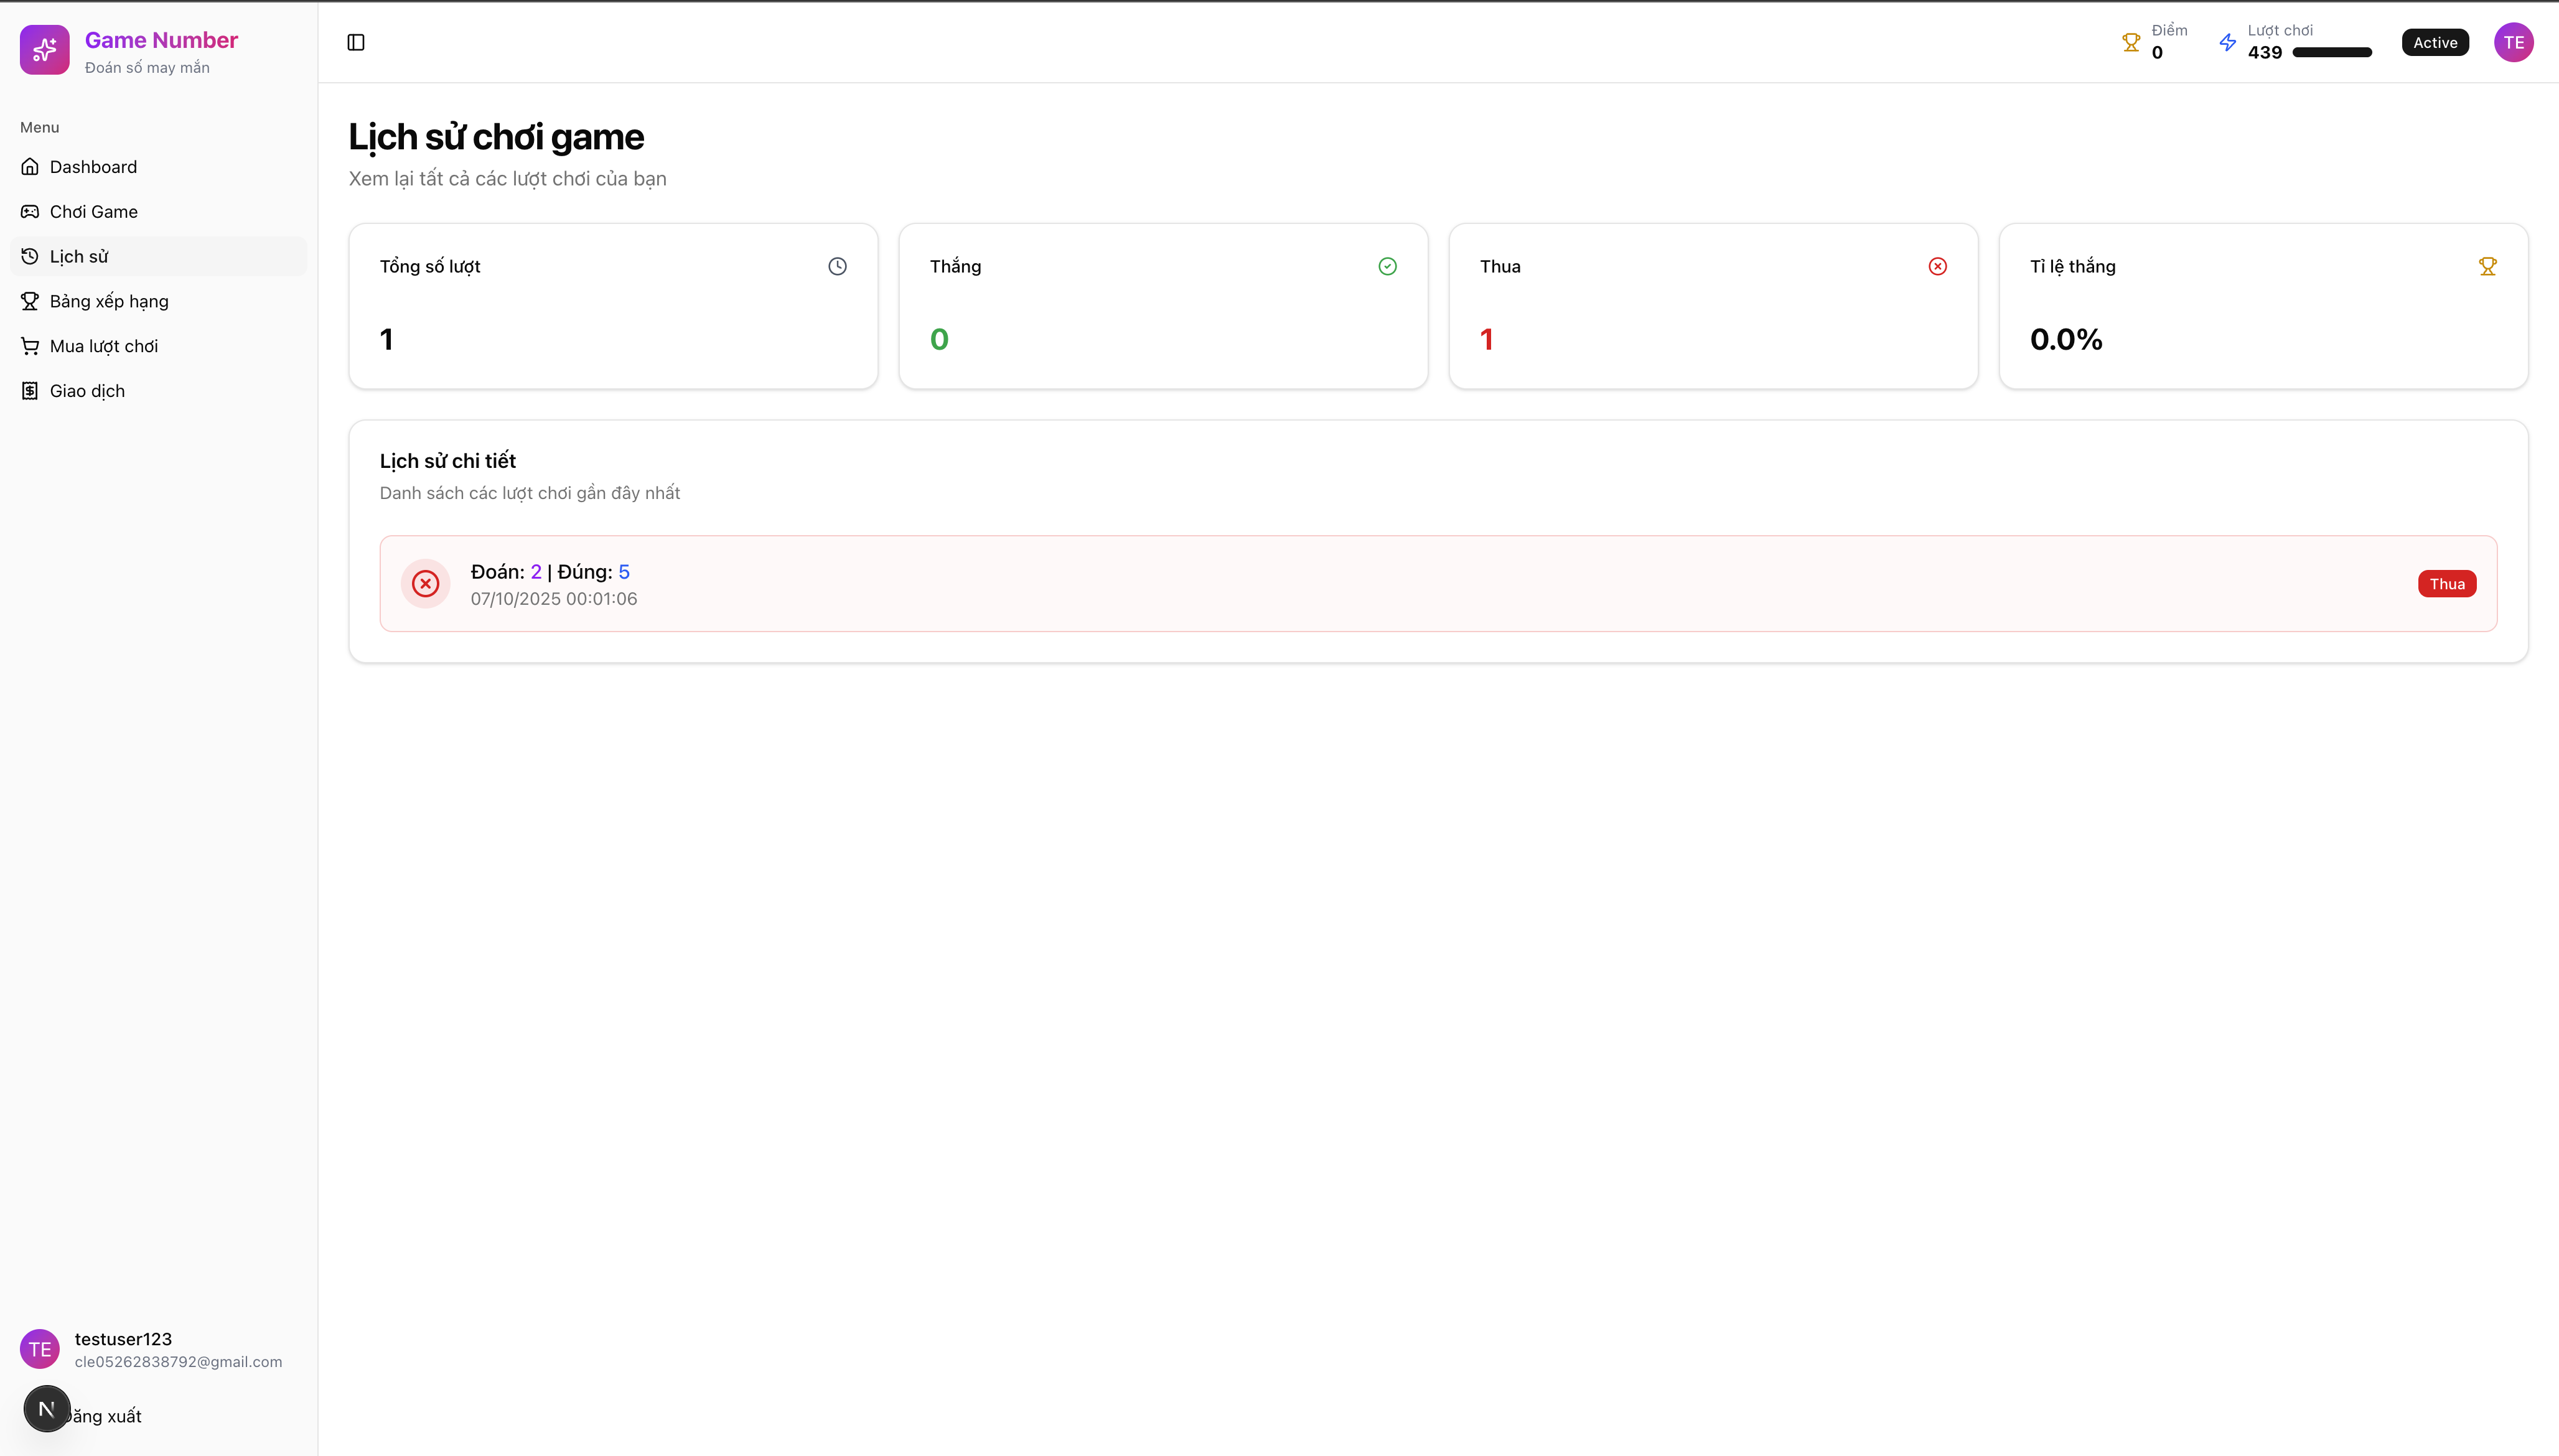 Game Number
Đoán số may mắn
Menu
Dashboard
Chơi Game
Lịch sử
Bảng xếp hạng
Mua lượt chơi
Giao dịch
testuser123
cle05262838792@gmail.com
TE
N
Đăng xuất
Điểm
0
Lượt chơi
439
Active
TE
Lịch sử chơi game
Xem lại tất cả các lượt chơi của bạn
Tổng số lượt
1
Thắng
0
Thua
1
Tỉ lệ thắng
0.0%
Lịch sử chi tiết
Danh sách các lượt chơi gần đây nhất
Đoán: 2 | Đúng: 5
07/10/2025 00:01:06
Thua